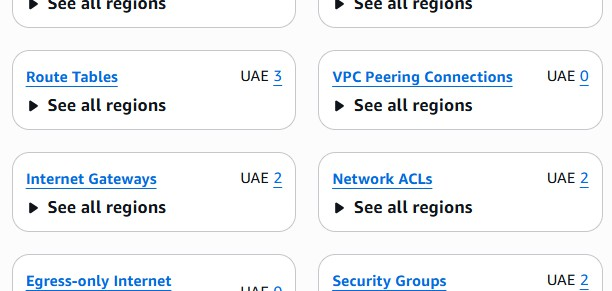 See all regions
See all regions
Route Tables UAE 3
See all regions
VPC Peering Connections UAE 0
See all regions
Internet Gateways UAE 2
See all regions
Network ACLs UAE 2
See all regions
Egress-only Internet
UAE 0
Security Groups UAE 2